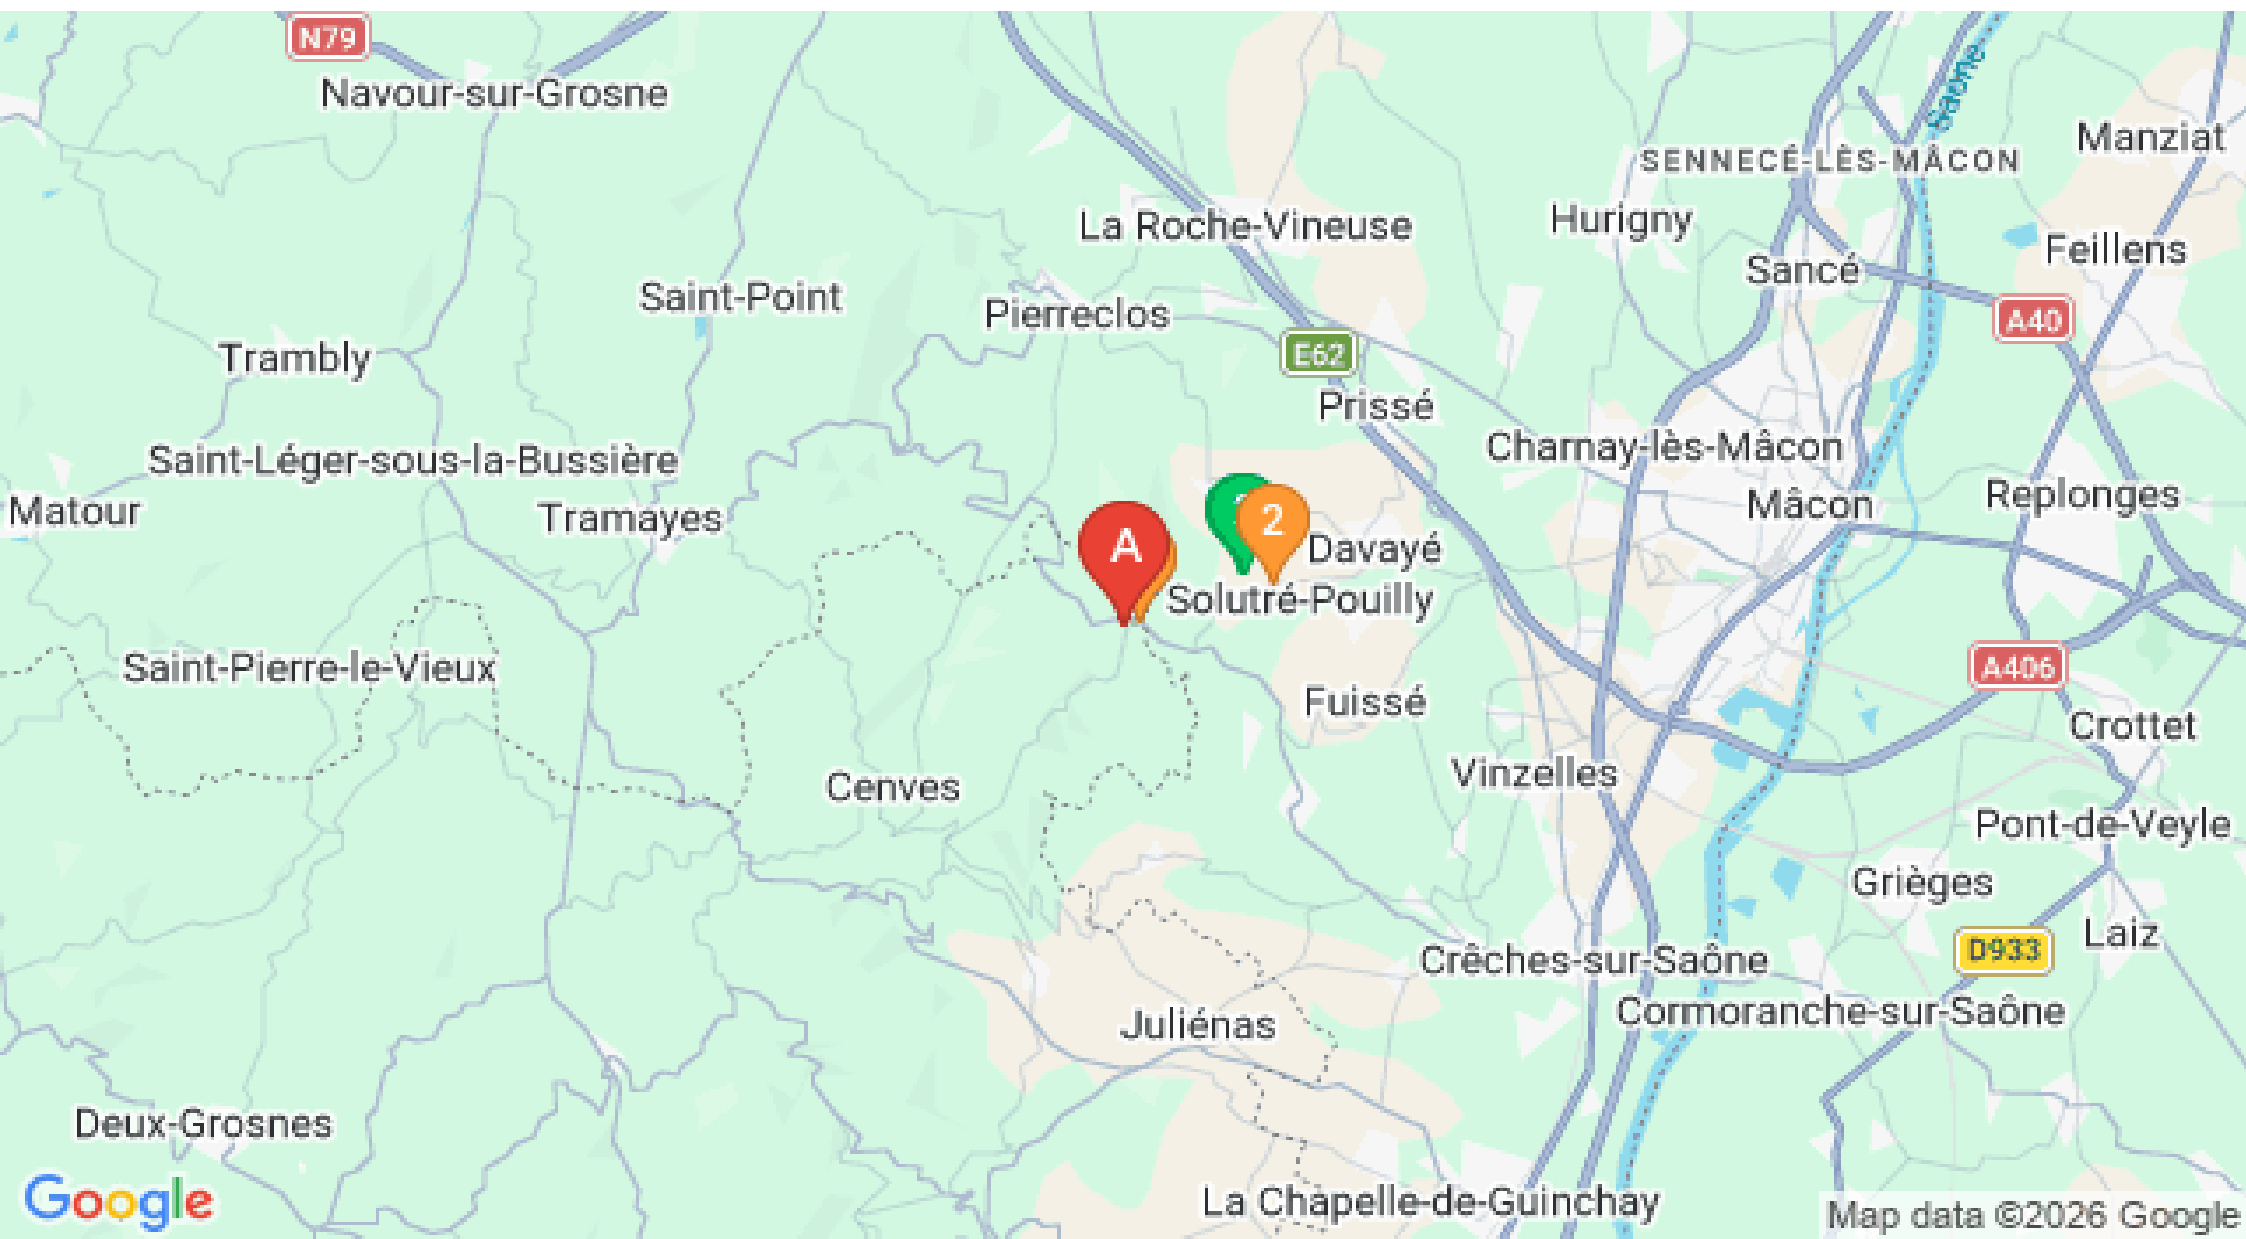 N79
Navour-sur-Grosne
Saône
Manziat
SENNECÉ-LÈS-MÂCON
La Roche-Vineuse
Hurigny
Feillens
Sancé
Saint-Point
Pierreclos
A40
E62
Trambly
Prissé
Charnay-lès-Mâcon
Saint-Léger-sous-la-Bussière
Matour
Tramayes
Mâcon
Replonges
A
2
Davayé
Solutré-Pouilly
Saint-Pierre-le-Vieux
A406
Fuissé
Crottet
Vinzelles
Cenves
Pont-de-Veyle
Grièges
Laiz
D933
Crêches-sur-Saône
Cormoranche-sur-Saône
Juliénas
Deux-Grosnes
La Chapelle-de-Guinchay
Google
Map data ©2026 Google